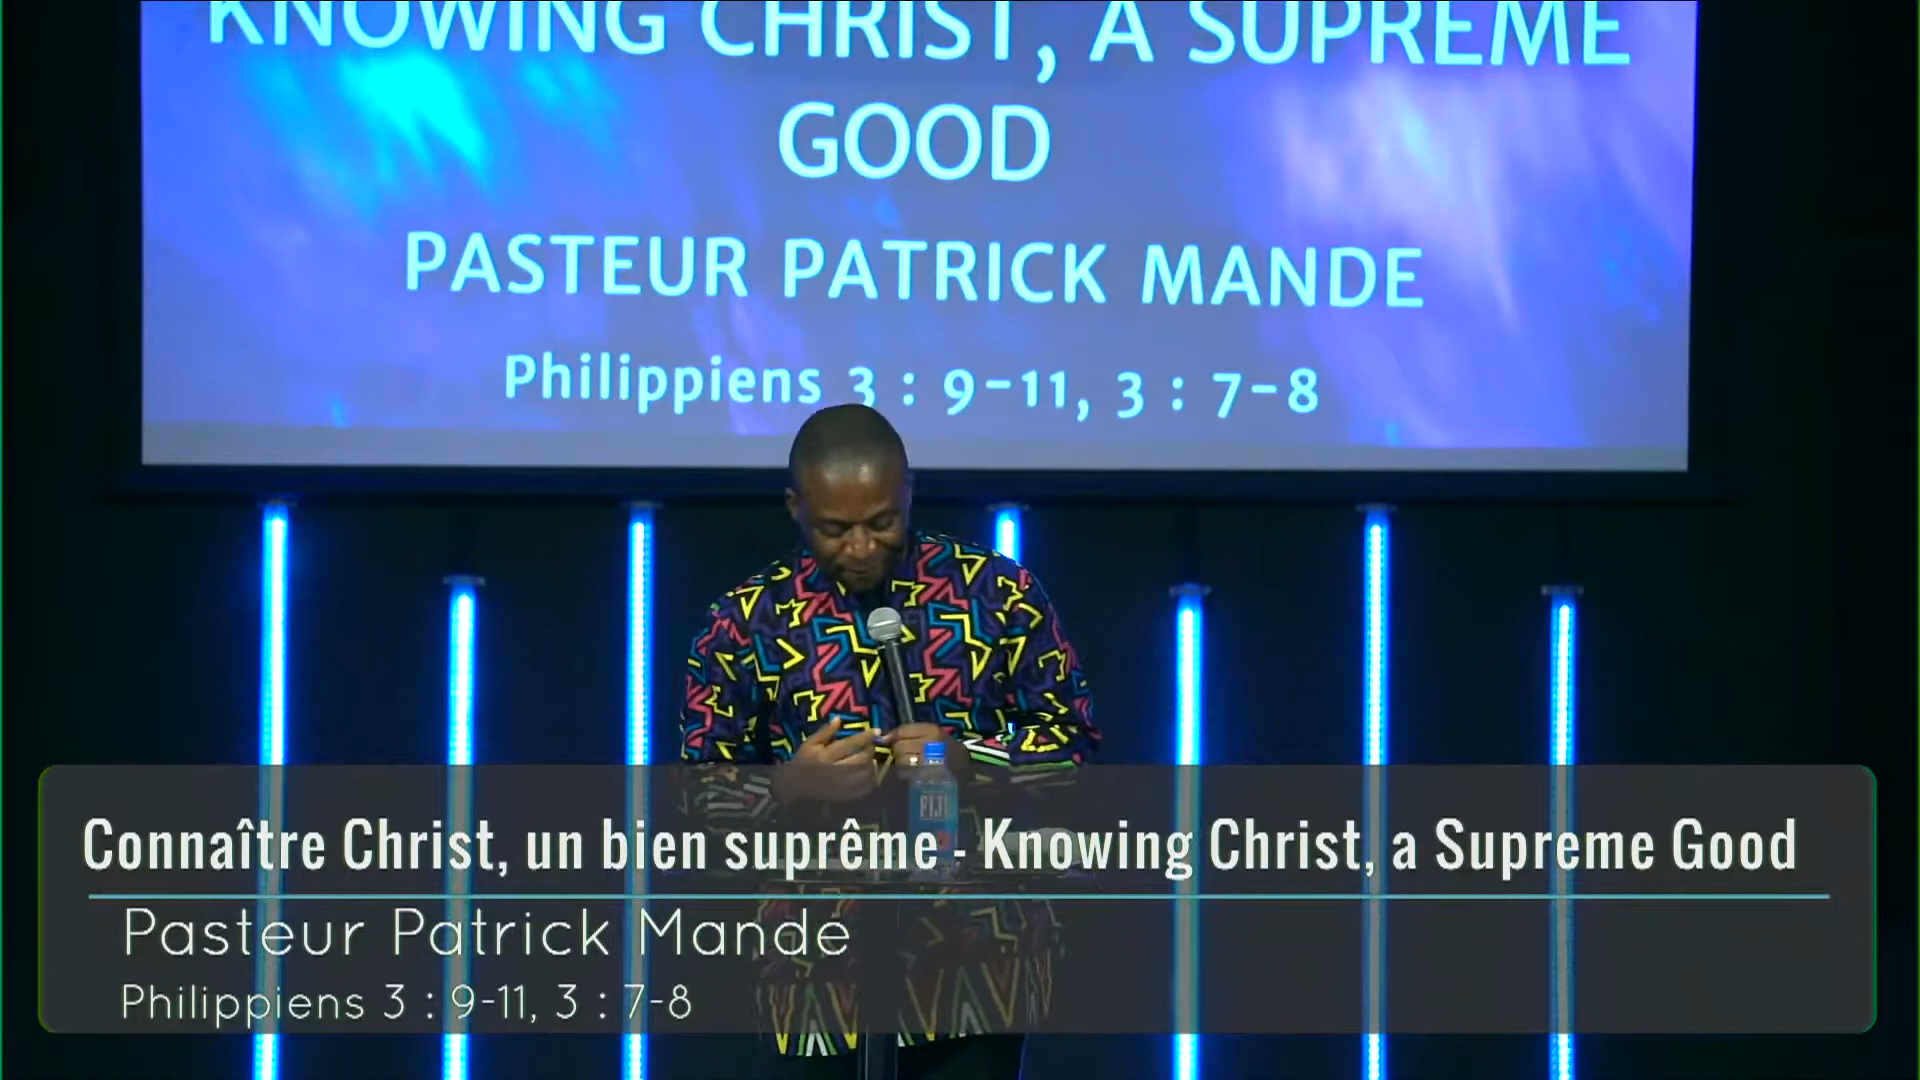 KNOWING CHRIST, A SUPREME
GOOD
PASTEUR PATRICK MANDE
Philippiens 3 : 9-11, 3 : 7-8
FIJI
Connaître Christ, un bien suprême - Knowing Christ, a Supreme Good
Pasteur Patrick Mande
Philippiens 3 : 9-11, 3 : 7-8